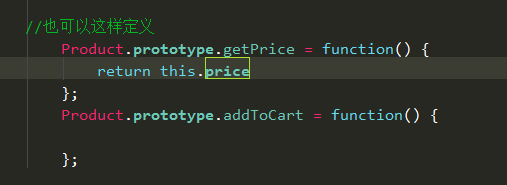 //也可以这样定义
Product.prototype.getPrice = function() {
return this.price
};
Product.prototype.addToCart = function() {
};